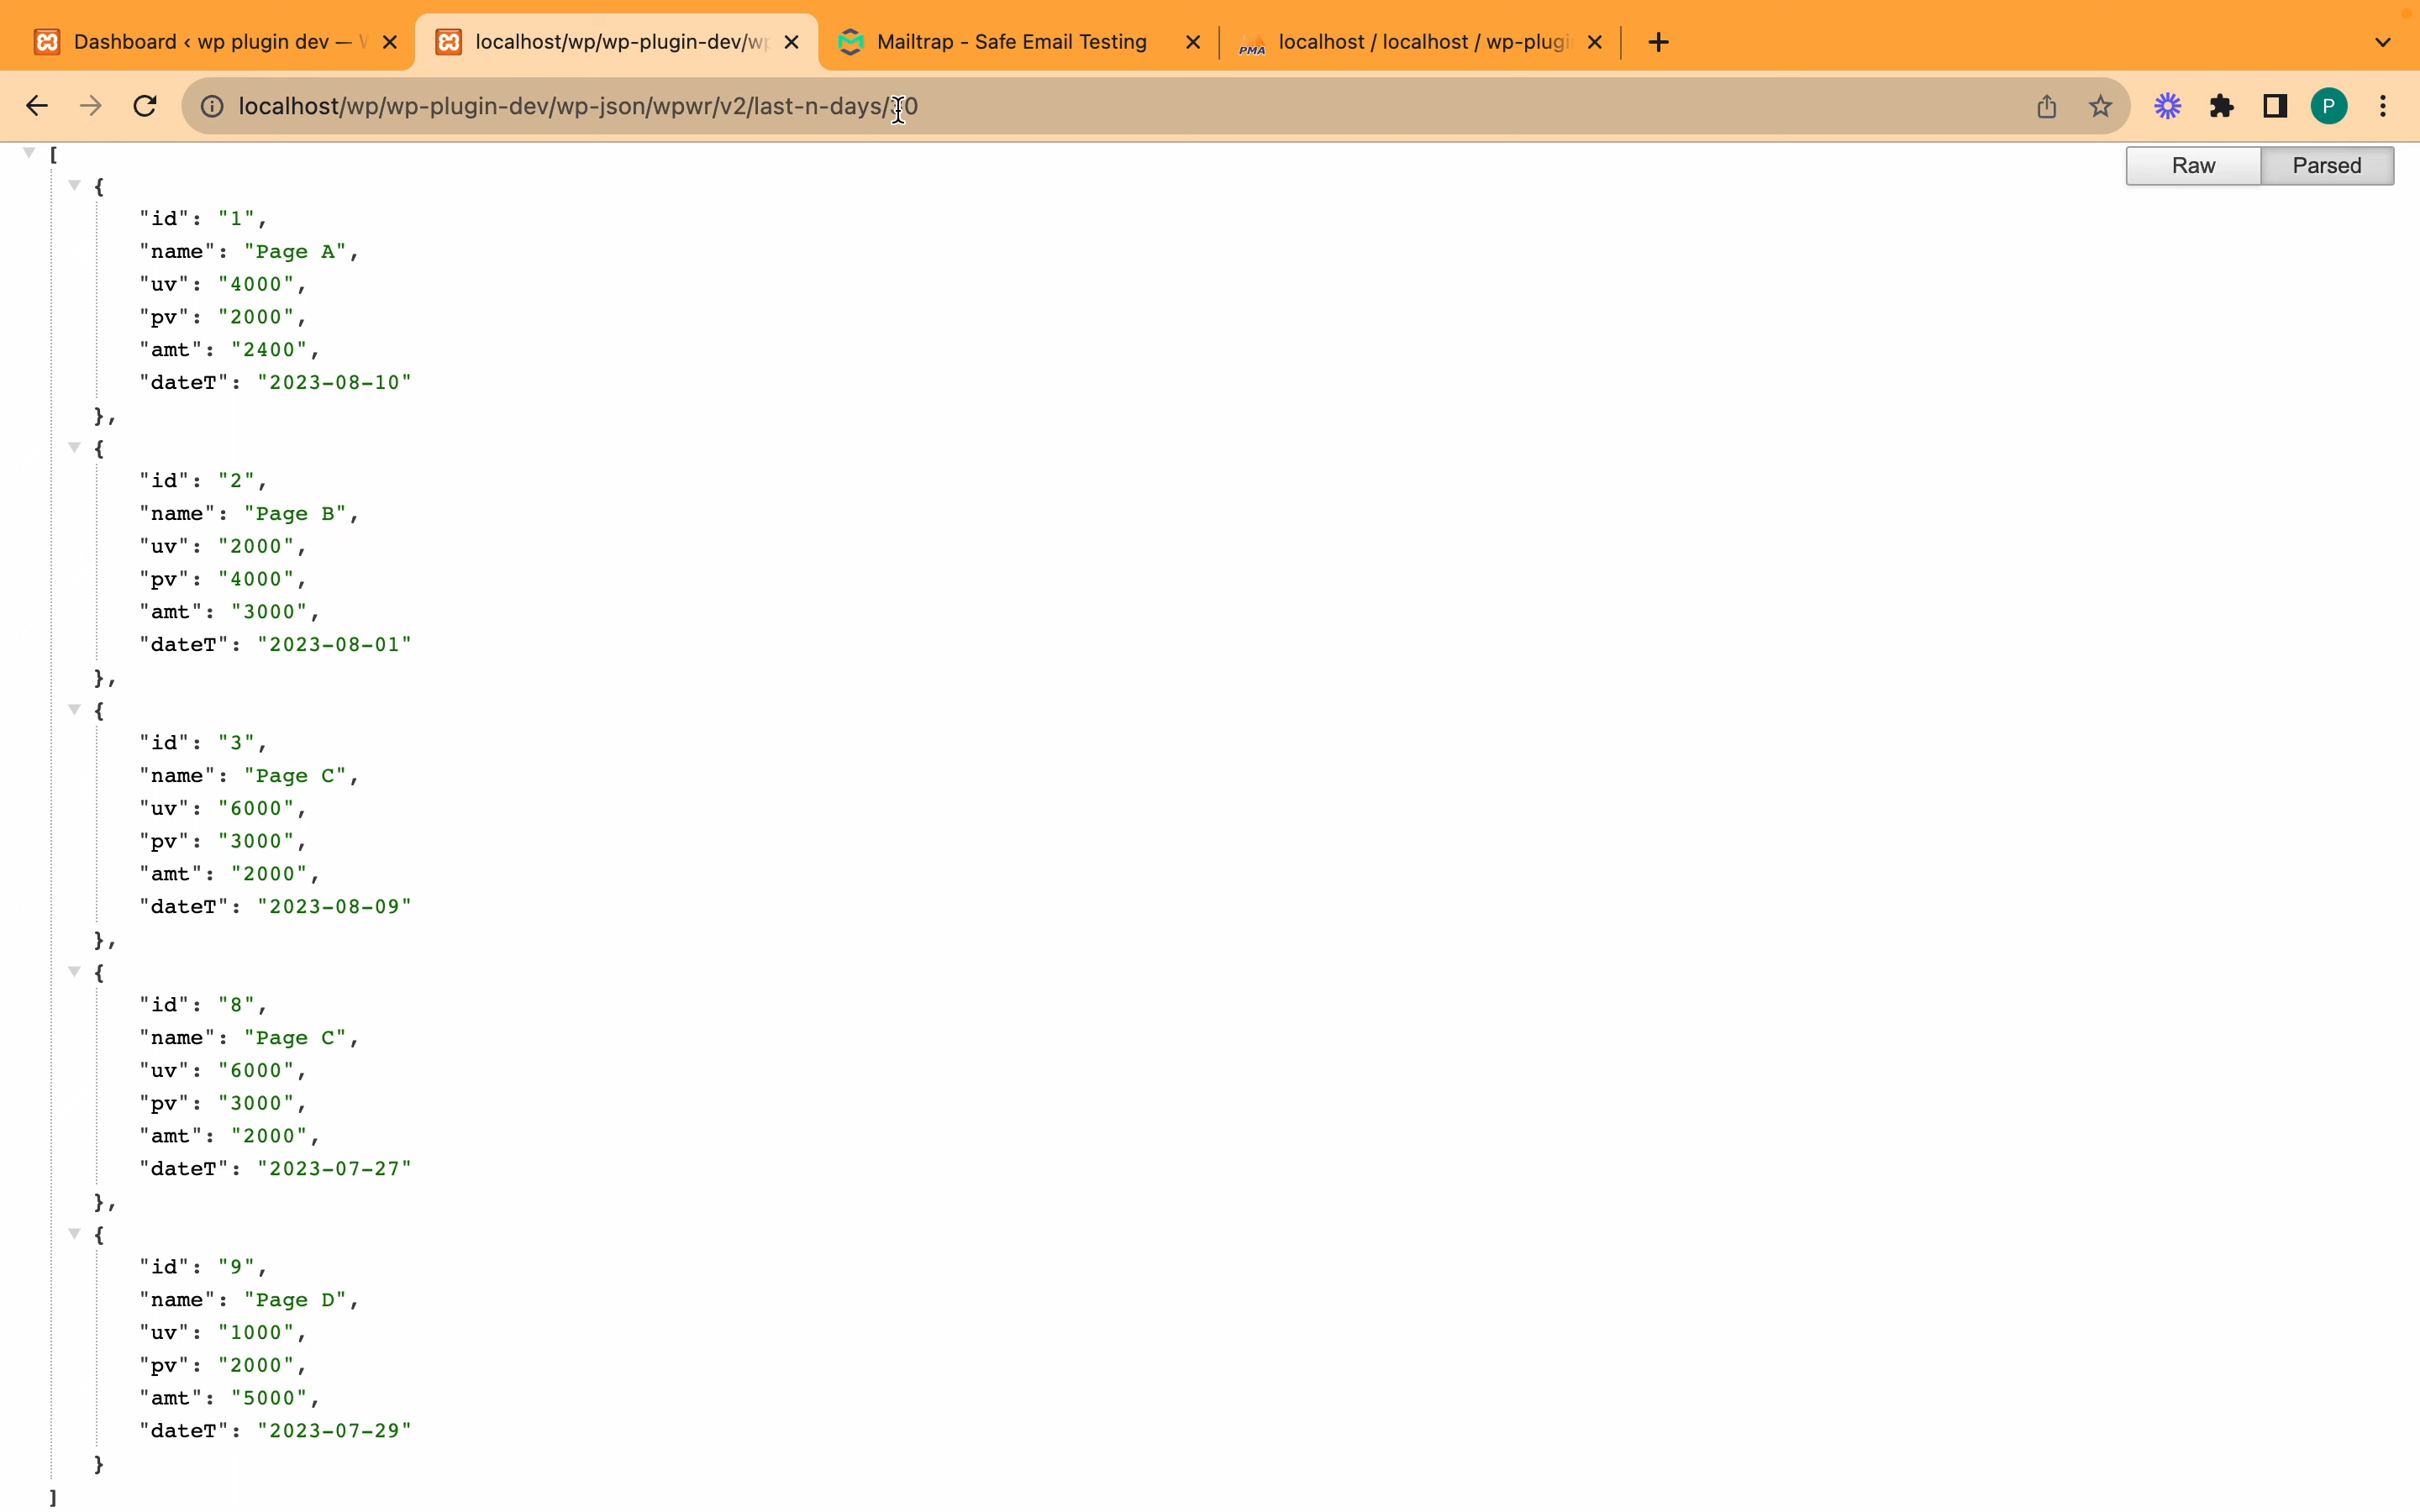 Dashboard ‹ wp plugin dev —
localhost/wp/wp-plugin-dev/wp
Mailtrap - Safe Email Testing
PMA localhost / localhost / wp-plugi
localhost/wp/wp-plugin-dev/wp-json/wpwr/v2/last-n-days/
P
Raw
Parsed
[
{
"id": "1",
"name": "Page A",
"uv": "4000",
"pv": "2000",
"amt": "2400",
"dateT": "2023-08-10"
},
{
"id": "2",
"name": "Page B",
"uv": "2000",
"pv": "4000",
"amt": "3000",
"dateT": "2023-08-01"
},
{
"id": "3",
"name": "Page C",
"uv": "6000",
"pv": "3000",
"amt": "2000",
"dateT": "2023-08-09"
},
{
"id": "8",
"name": "Page C",
"uv": "6000",
"pv": "3000",
"amt": "2000",
"dateT": "2023-07-27"
},
{
"id": "9",
"name": "Page D",
"uv": "1000",
"pv": "2000",
"amt": "5000",
"dateT": "2023-07-29"
}
]